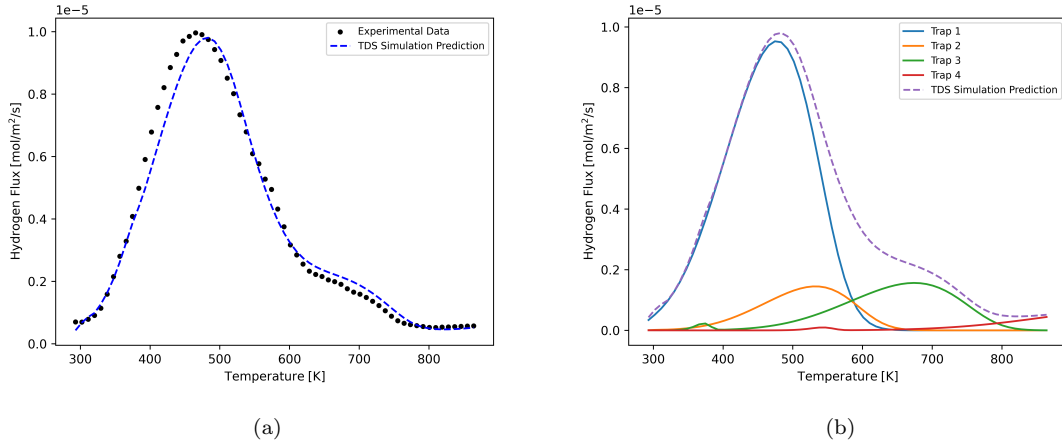 1e−5
Experimental Data
TDS Simulation Prediction
Hydrogen Flux [mol/m²/s]
1.0
0.8
0.6
0.4
0.2
0.0
300 400 500 600 700 800
Temperature [K]
(a)
1e−5
Trap 1
Trap 2
Trap 3
Trap 4
TDS Simulation Prediction
Hydrogen Flux [mol/m²/s]
1.0
0.8
0.6
0.4
0.2
0.0
300 400 500 600 700 800
Temperature [K]
(b)